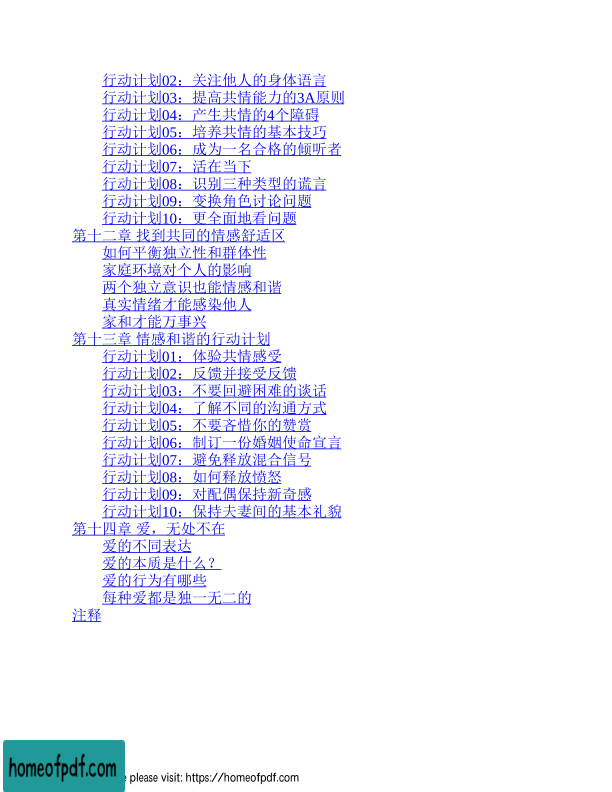 行动计划02：关注他人的身体语言
行动计划03：提高共情能力的3A原则
行动计划04：产生共情的4个障碍
行动计划05：培养共情的基本技巧
行动计划06：成为一名合格的倾听者
行动计划07：活在当下
行动计划08：识别三种类型的谎言
行动计划09：变换角色讨论问题
行动计划10：更全面地看问题
第十二章 找到共同的情感舒适区
如何平衡独立性和群体性
家庭环境对个人的影响
两个独立意识也能情感和谐
真实情绪才能感染他人
家和才能万事兴
第十三章 情感和谐的行动计划
行动计划01：体验共情感受
行动计划02：反馈并接受反馈
行动计划03：不要回避困难的谈话
行动计划04：了解不同的沟通方式
行动计划05：不要吝惜你的赞赏
行动计划06：制订一份婚姻使命宣言
行动计划07：避免释放混合信号
行动计划08：如何释放愤怒
行动计划09：对配偶保持新奇感
行动计划10：保持夫妻间的基本礼貌
第十四章 爱，无处不在
爱的不同表达
爱的本质是什么？
爱的行为有哪些
每种爱都是独一无二的
注释
homeofpdf.com
please visit: https://homeofpdf.com